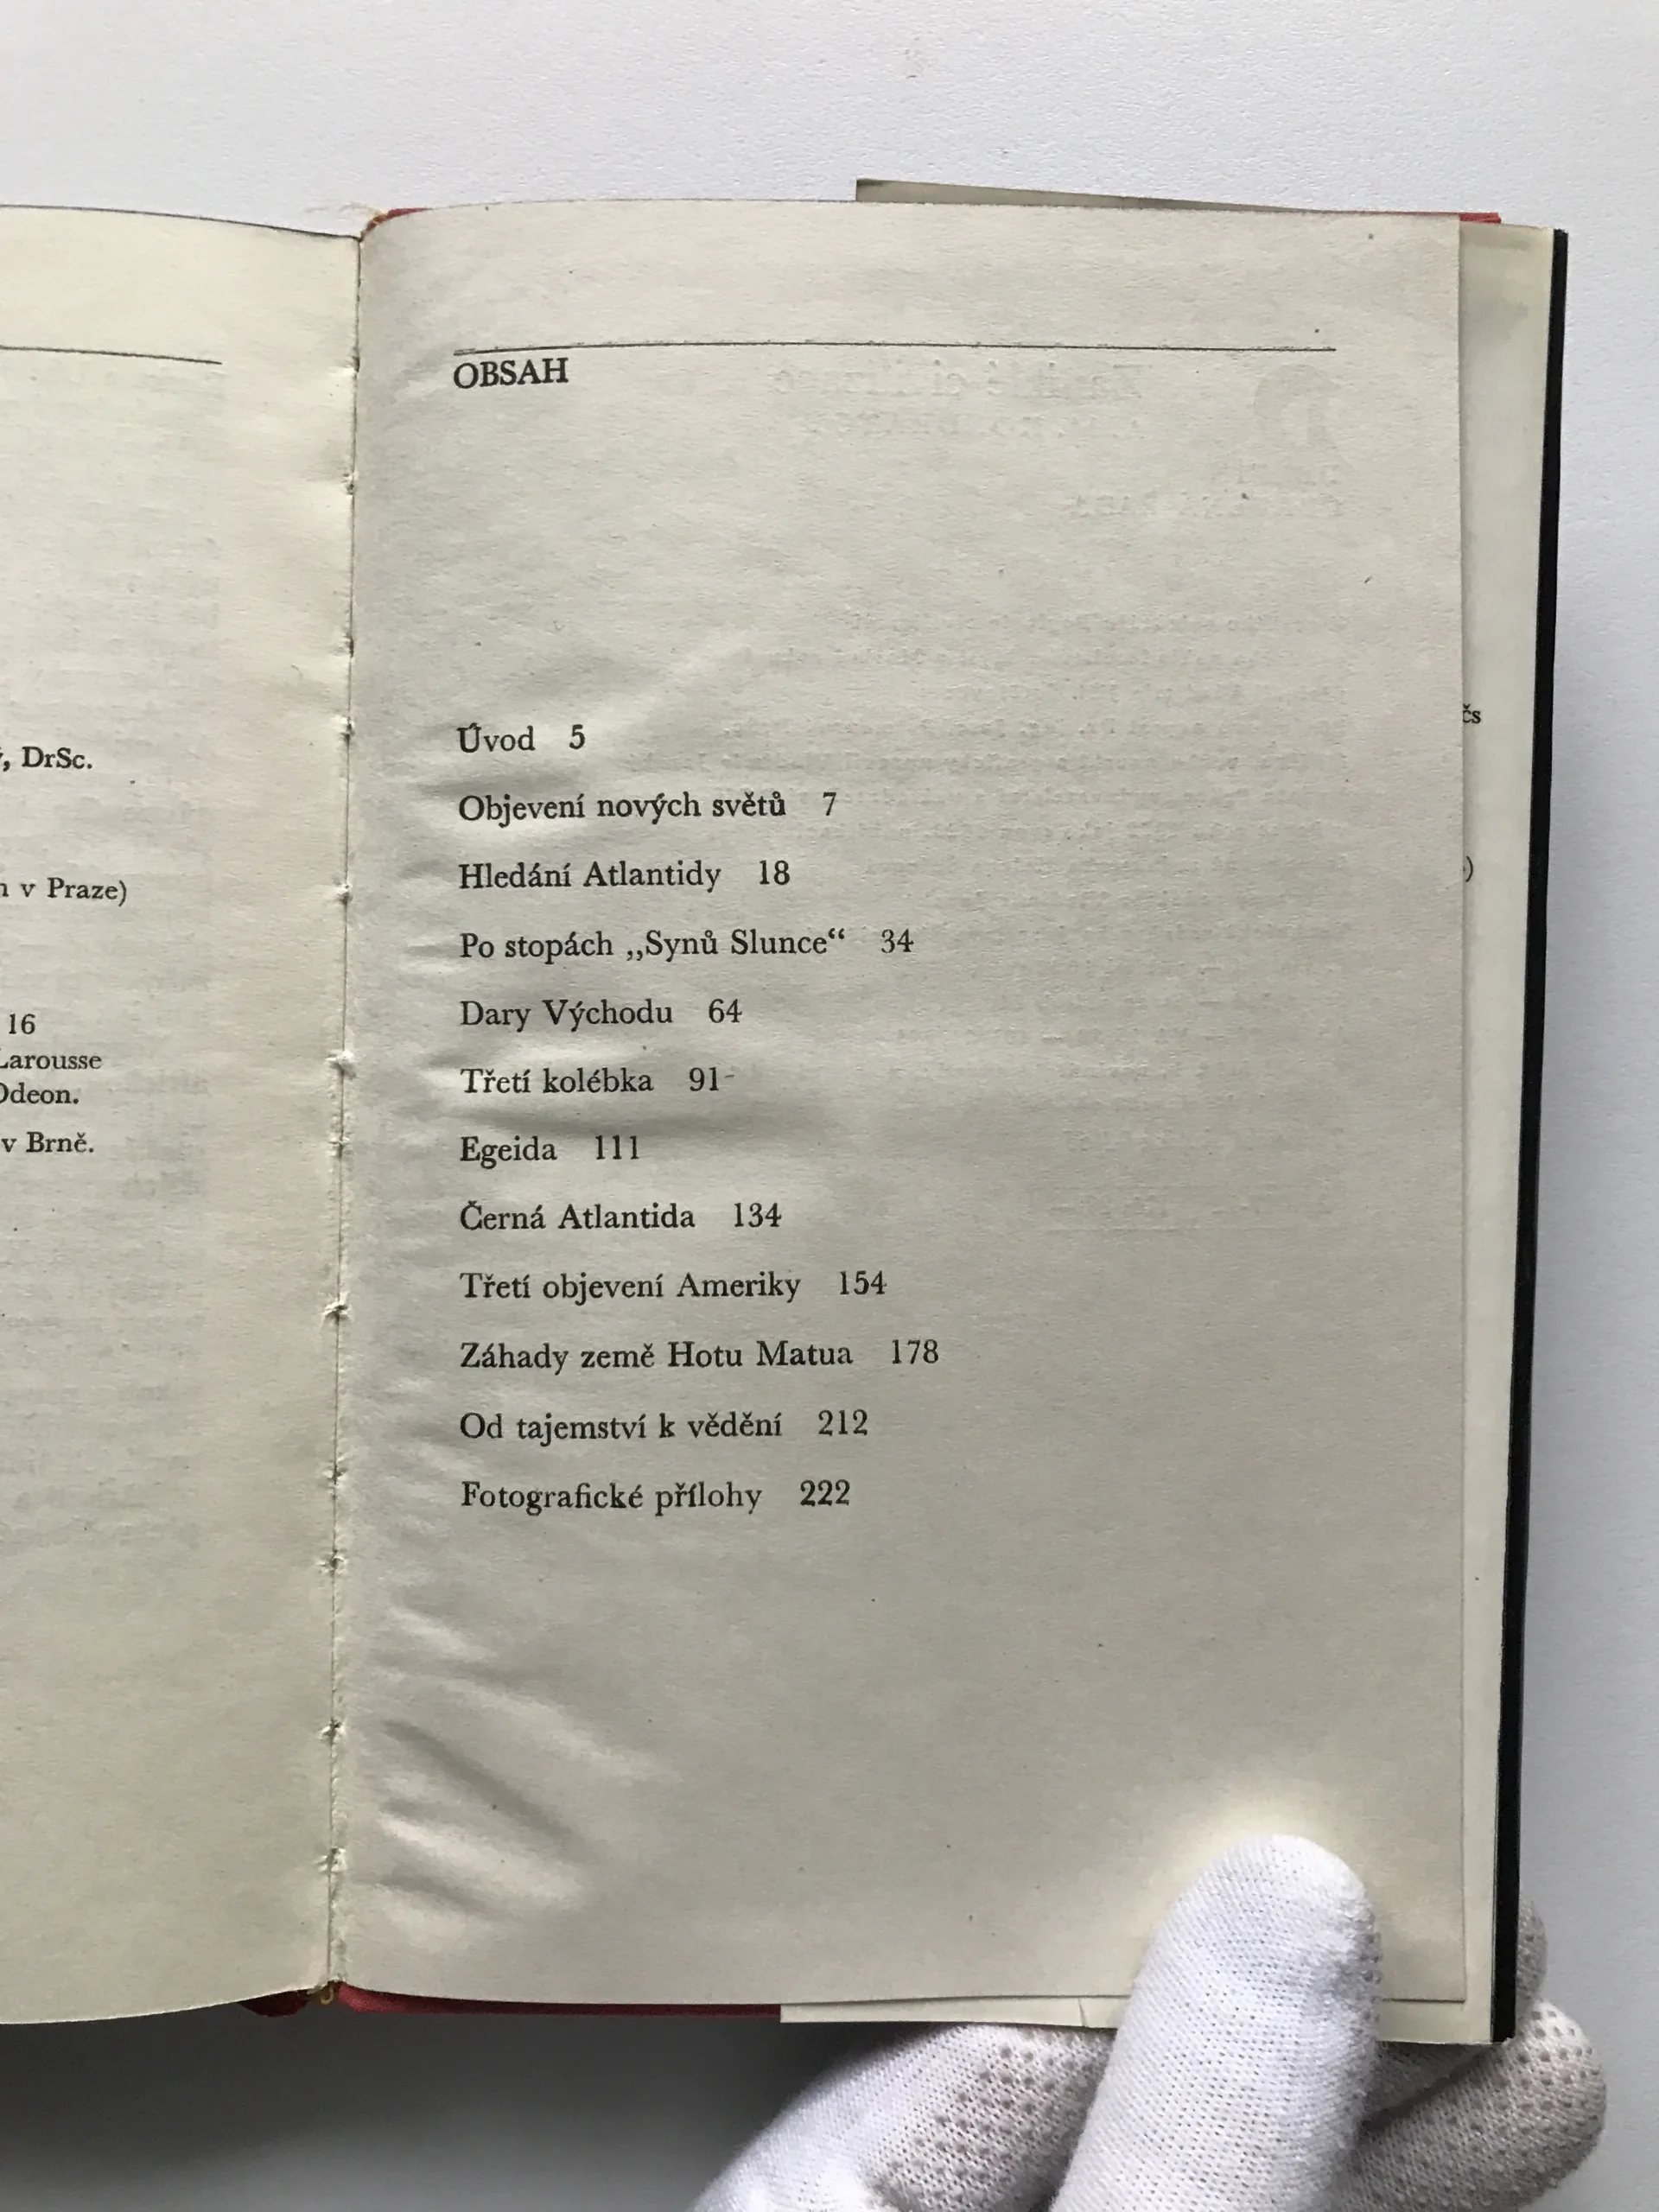 DrSc.
v Praze)
16
Larousse
Odeon.
v Brně.
OBSAH
Úvod 5
Objevení nových světů 7
Hledání Atlantidy 18
Po stopách „Synů Slunce“ 34
Dary Východu 64
Třetí kolébka 91
Egeida 111
Černá Atlantida 134
Třetí objevení Ameriky 154
Záhady země Hotu Matua 178
Od tajemství k vědění 212
Fotografické přílohy 222